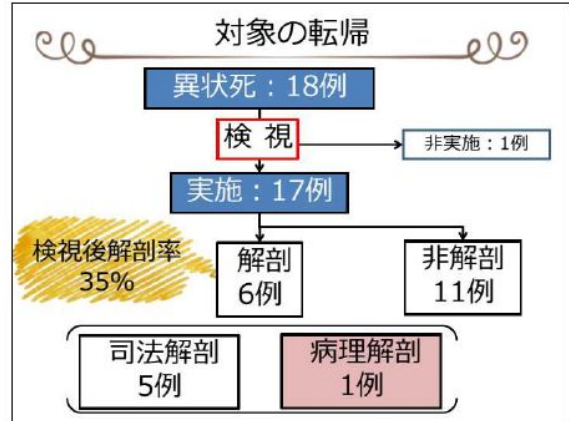 対象の転帰
異状死：18例
検 視
非実施：1例
実施：17例
検視後解剖率
35%
解剖
6例
非解剖
11例
司法解剖
5例
病理解剖
1例